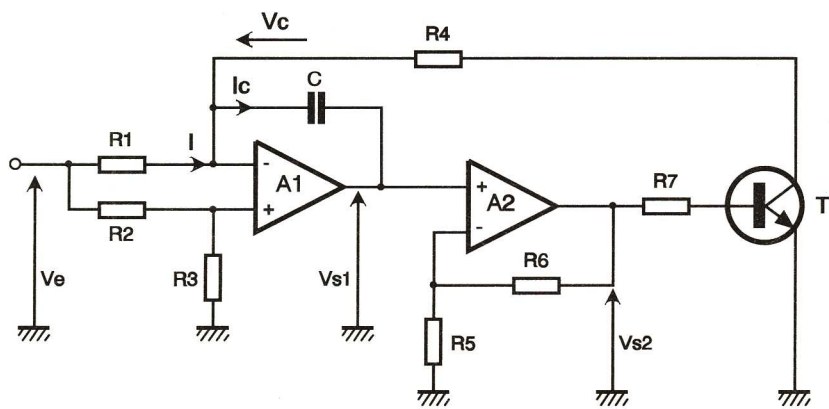 Vc
R4
Ic
C
R1
I
-
A1
+
R2
R3
Ve
Vs1
+
A2
-
R6
R5
Vs2
R7
T